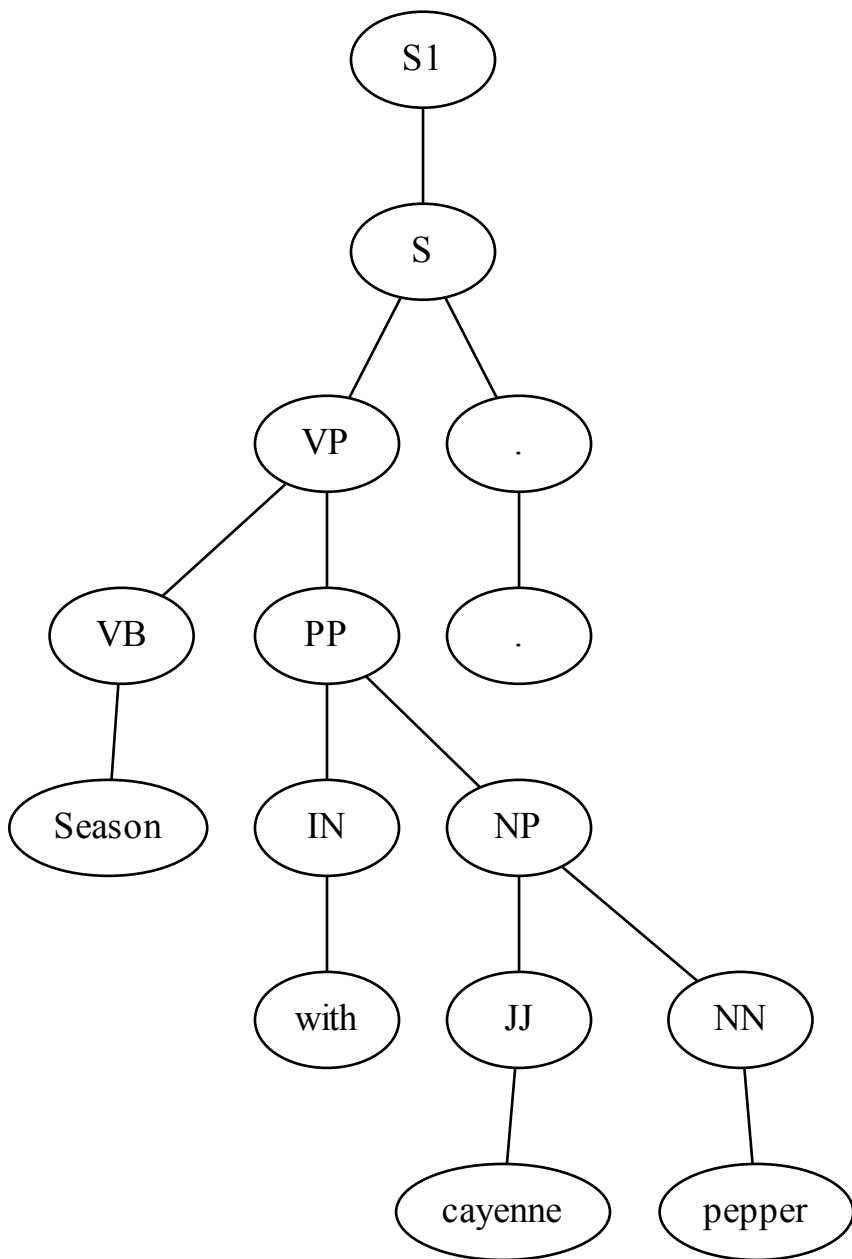 S1
S
VP .
VB PP .
Season IN NP
with JJ NN
cayenne pepper